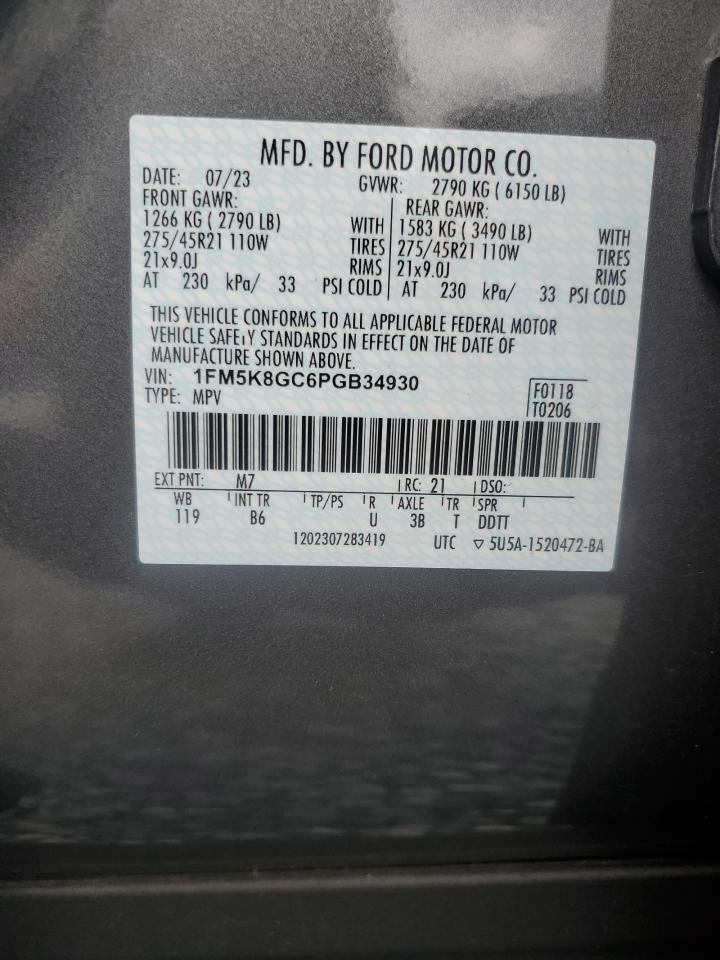 MFD. BY FORD MOTOR CO.
DATE: 07/23 GVWR: 2790 KG ( 6150 LB)
FRONT GAWR: REAR GAWR:
1266 KG ( 2790 LB) WITH 1583 KG ( 3490 LB) WITH
275/45R21 110W TIRES 275/45R21 110W TIRES
21x9.0J RIMS 21x9.0J RIMS
AT 230 kPa/ 33 PSI COLD AT 230 kPa/ 33 PSI COLD
THIS VEHICLE CONFORMS TO ALL APPLICABLE FEDERAL MOTOR
VEHICLE SAFETY STANDARDS IN EFFECT ON THE DATE OF
MANUFACTURE SHOWN ABOVE.
VIN: 1FM5K8GC6PGB34930 F0118
TYPE: MPV T0206
EXT PNT: M7 RC: 21 DSO:
WB INT TR TP/PS R AXLE TR SPR
119 B6 U 3B T DDTT
1202307283419 UTC ▽ 5U5A-1520472-BA